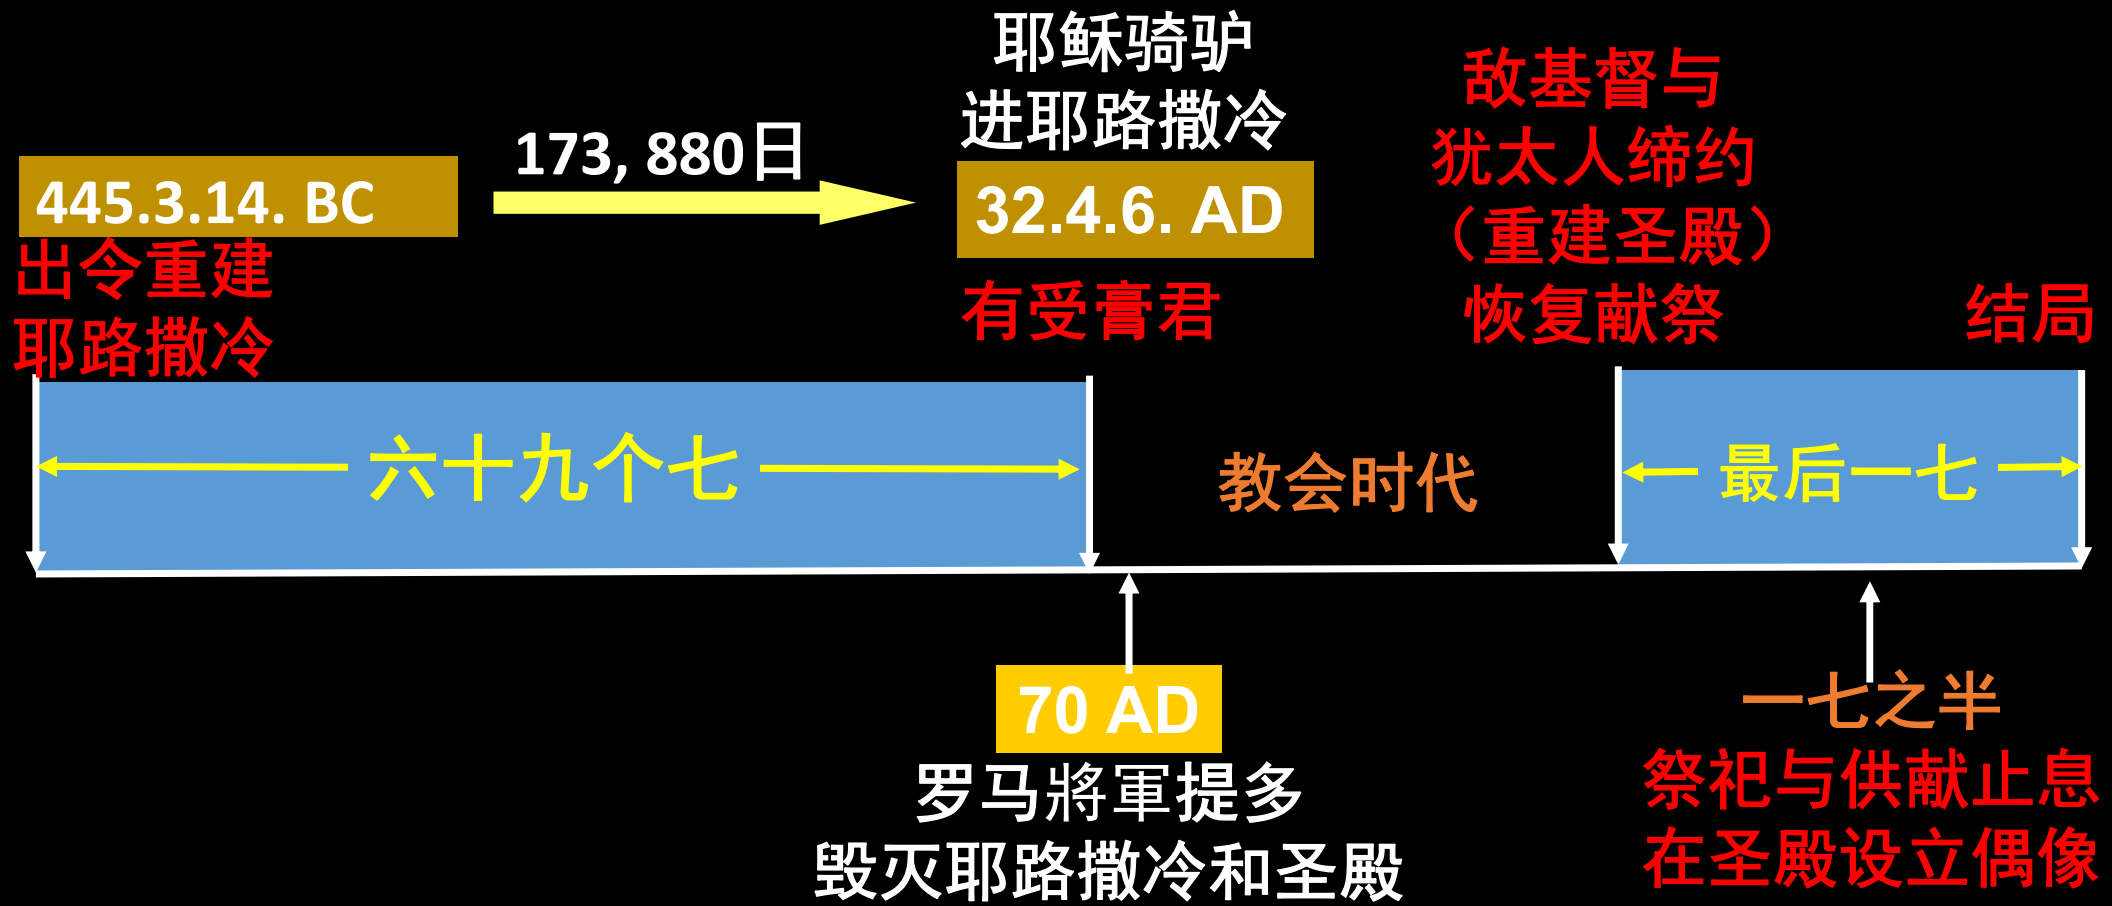 耶稣骑驴
进耶路撒冷
445.3.14. BC
173, 880日
32.4.6. AD
出令重建
耶路撒冷
有受膏君
敌基督与
犹太人缔约
（重建圣殿）
恢复献祭
结局
六十九个七
教会时代
最后一七
70 AD
罗马將軍提多
毁灭耶路撒冷和圣殿
一七之半
祭祀与供献止息
在圣殿设立偶像